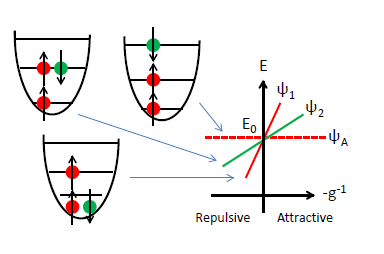 E
ψ1
ψ2
E0
ψA
-g-1
Repulsive
Attractive